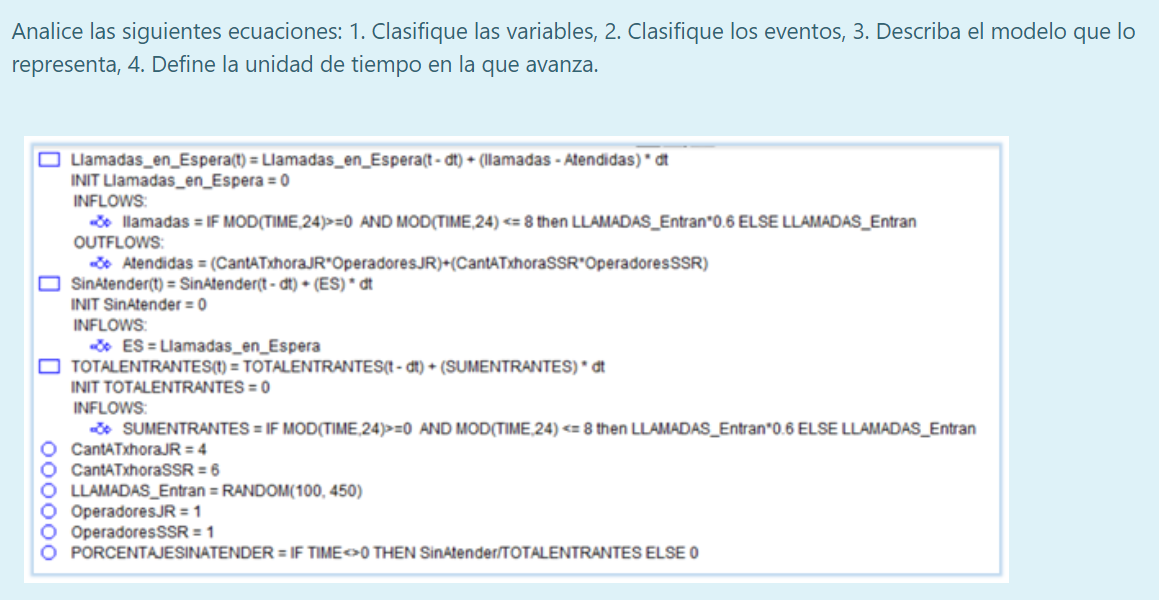 Analice las siguientes ecuaciones: 1. Clasifique las variables, 2. Clasifique los eventos, 3. Describa el modelo que lo
representa, 4. Define la unidad de tiempo en la que avanza.
Llamadas_en_Espera(t) = Llamadas_en_Espera(t - dt) + (llamadas - Atendidas) * dt
INIT Llamadas_en_Espera = 0
INFLOWS:
llamadas = IF MOD(TIME,24)>=0 AND MOD(TIME,24) <= 8 then LLAMADAS_Entran*0.6 ELSE LLAMADAS_Entran
OUTFLOWS:
Atendidas = (CantATxhoraJR*OperadoresJR)+(CantATxhoraSSR*OperadoresSSR)
SinAtender(t) = SinAtender(t - dt) + (ES) * dt
INIT SinAtender = 0
INFLOWS:
ES = Llamadas_en_Espera
TOTALENTRANTES(t) = TOTALENTRANTES(t - dt) + (SUMENTRANTES) * dt
INIT TOTALENTRANTES = 0
INFLOWS:
SUMENTRANTES = IF MOD(TIME,24)>=0 AND MOD(TIME,24) <= 8 then LLAMADAS_Entran*0.6 ELSE LLAMADAS_Entran
CantATxhoraJR = 4
CantATxhoraSSR = 6
LLAMADAS_Entran = RANDOM(100, 450)
OperadoresJR = 1
OperadoresSSR = 1
PORCENTAJESINATENDER = IF TIME<>0 THEN SinAtender/TOTALENTRANTES ELSE 0